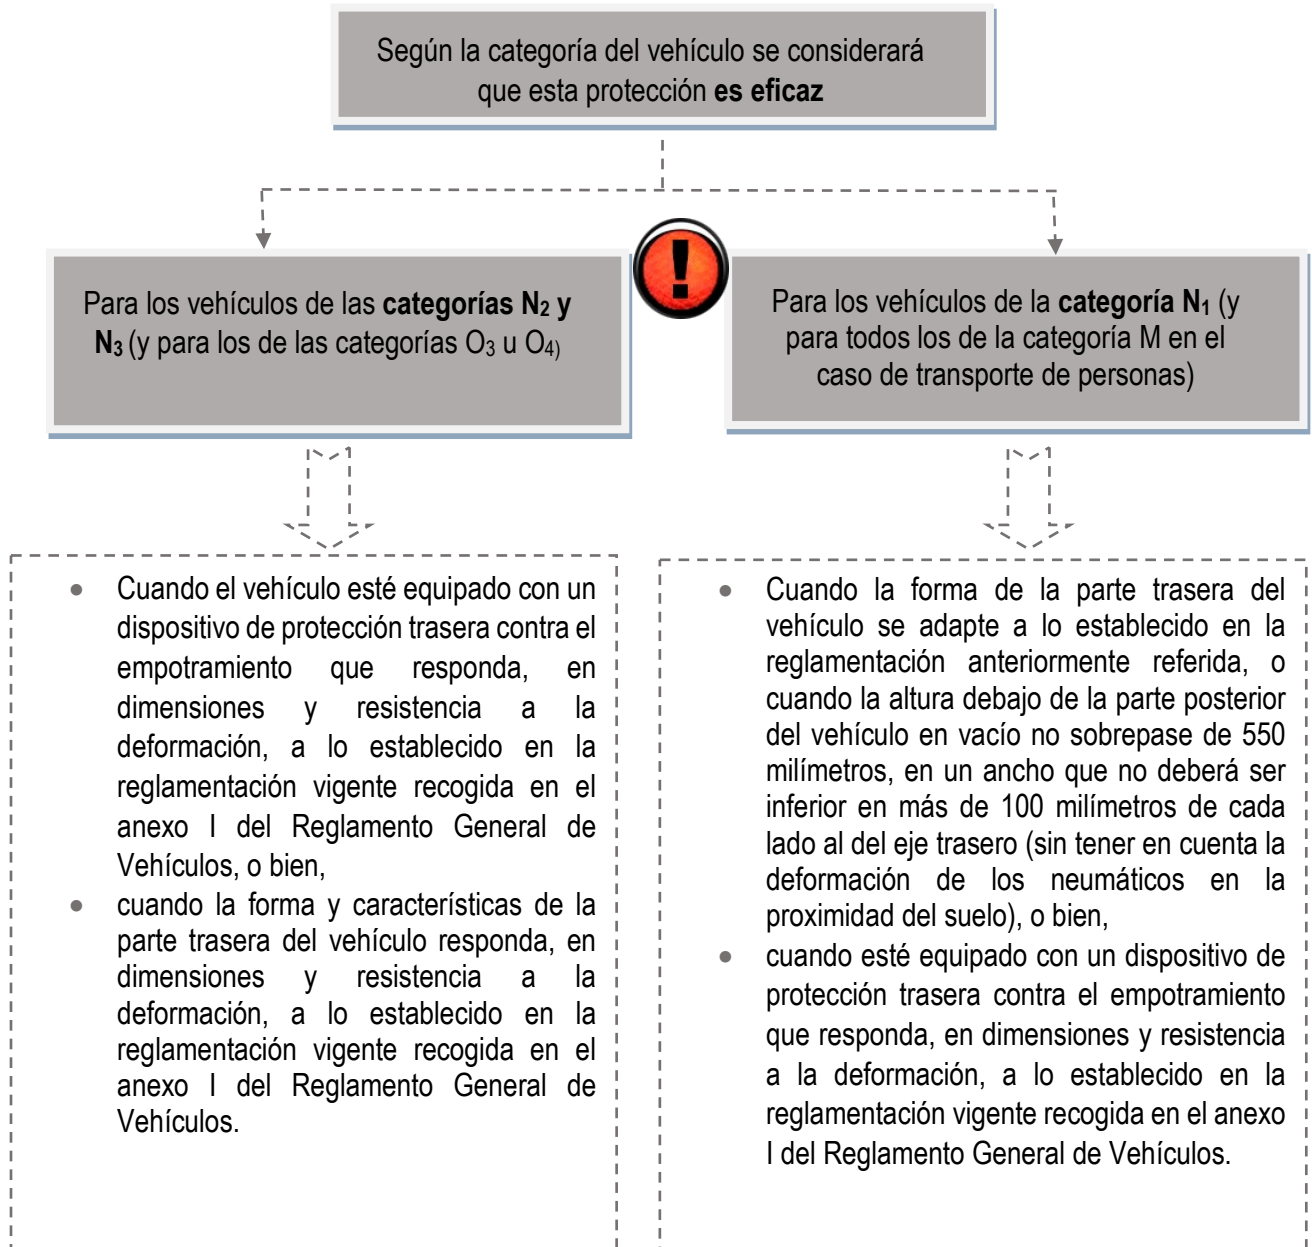 Según la categoría del vehículo se considerará
que esta protección es eficaz
Para los vehículos de las categorías N2 y
N3 (y para los de las categorías O3 u O4)
!
Para los vehículos de la categoría N1 (y
para todos los de la categoría M en el
caso de transporte de personas)
• Cuando el vehículo esté equipado con un
dispositivo de protección trasera contra el
empotramiento que responda, en
dimensiones y resistencia a la
deformación, a lo establecido en la
reglamentación vigente recogida en el
anexo I del Reglamento General de
Vehículos, o bien,
• cuando la forma y características de la
parte trasera del vehículo responda, en
dimensiones y resistencia a la
deformación, a lo establecido en la
reglamentación vigente recogida en el
anexo I del Reglamento General de
Vehículos.
• Cuando la forma de la parte trasera del
vehículo se adapte a lo establecido en la
reglamentación anteriormente referida, o
cuando la altura debajo de la parte posterior
del vehículo en vacío no sobrepase de 550
milímetros, en un ancho que no deberá ser
inferior en más de 100 milímetros de cada
lado al del eje trasero (sin tener en cuenta la
deformación de los neumáticos en la
proximidad del suelo), o bien,
• cuando esté equipado con un dispositivo de
protección trasera contra el empotramiento
que responda, en dimensiones y resistencia
a la deformación, a lo establecido en la
reglamentación vigente recogida en el anexo
I del Reglamento General de Vehículos.